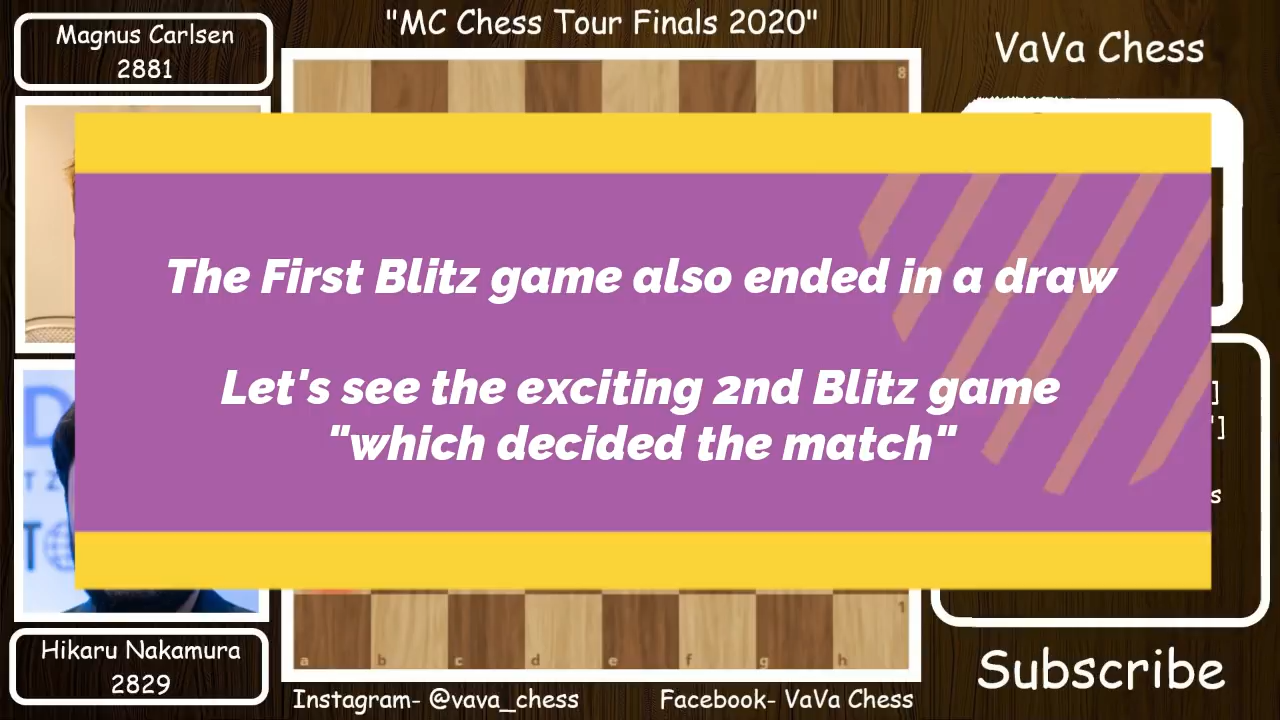 Magnus Carlsen
2881
"MC Chess Tour Finals 2020"
VaVa Chess
8
The First Blitz game also ended in a draw
Let's see the exciting 2nd Blitz game
"which decided the match"
1
a b c d e f g h
Hikaru Nakamura
2829
Instagram- @vava_chess
Facebook- VaVa Chess
Subscribe